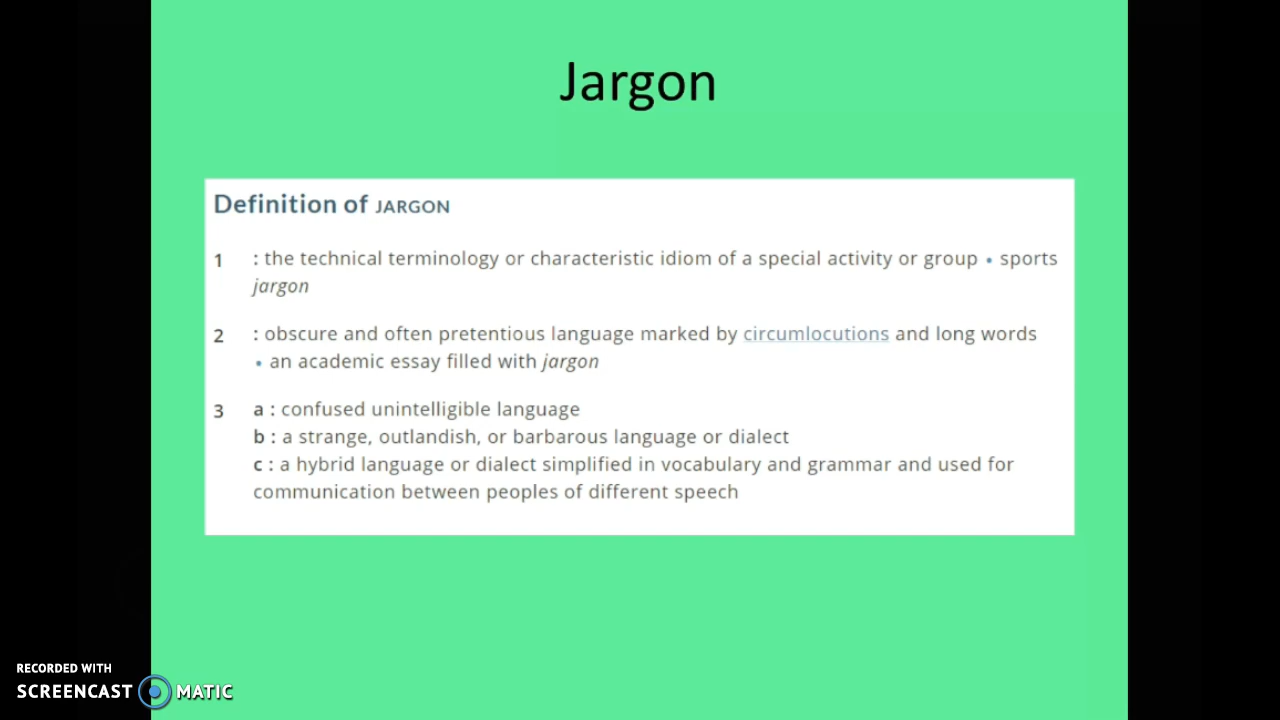 Jargon
Definition of JARGON
1 : the technical terminology or characteristic idiom of a special activity or group • sports
jargon
2 : obscure and often pretentious language marked by circumlocutions and long words
• an academic essay filled with jargon
3 a : confused unintelligible language
b : a strange, outlandish, or barbarous language or dialect
c : a hybrid language or dialect simplified in vocabulary and grammar and used for
communication between peoples of different speech
RECORDED WITH
SCREENCAST MATIC